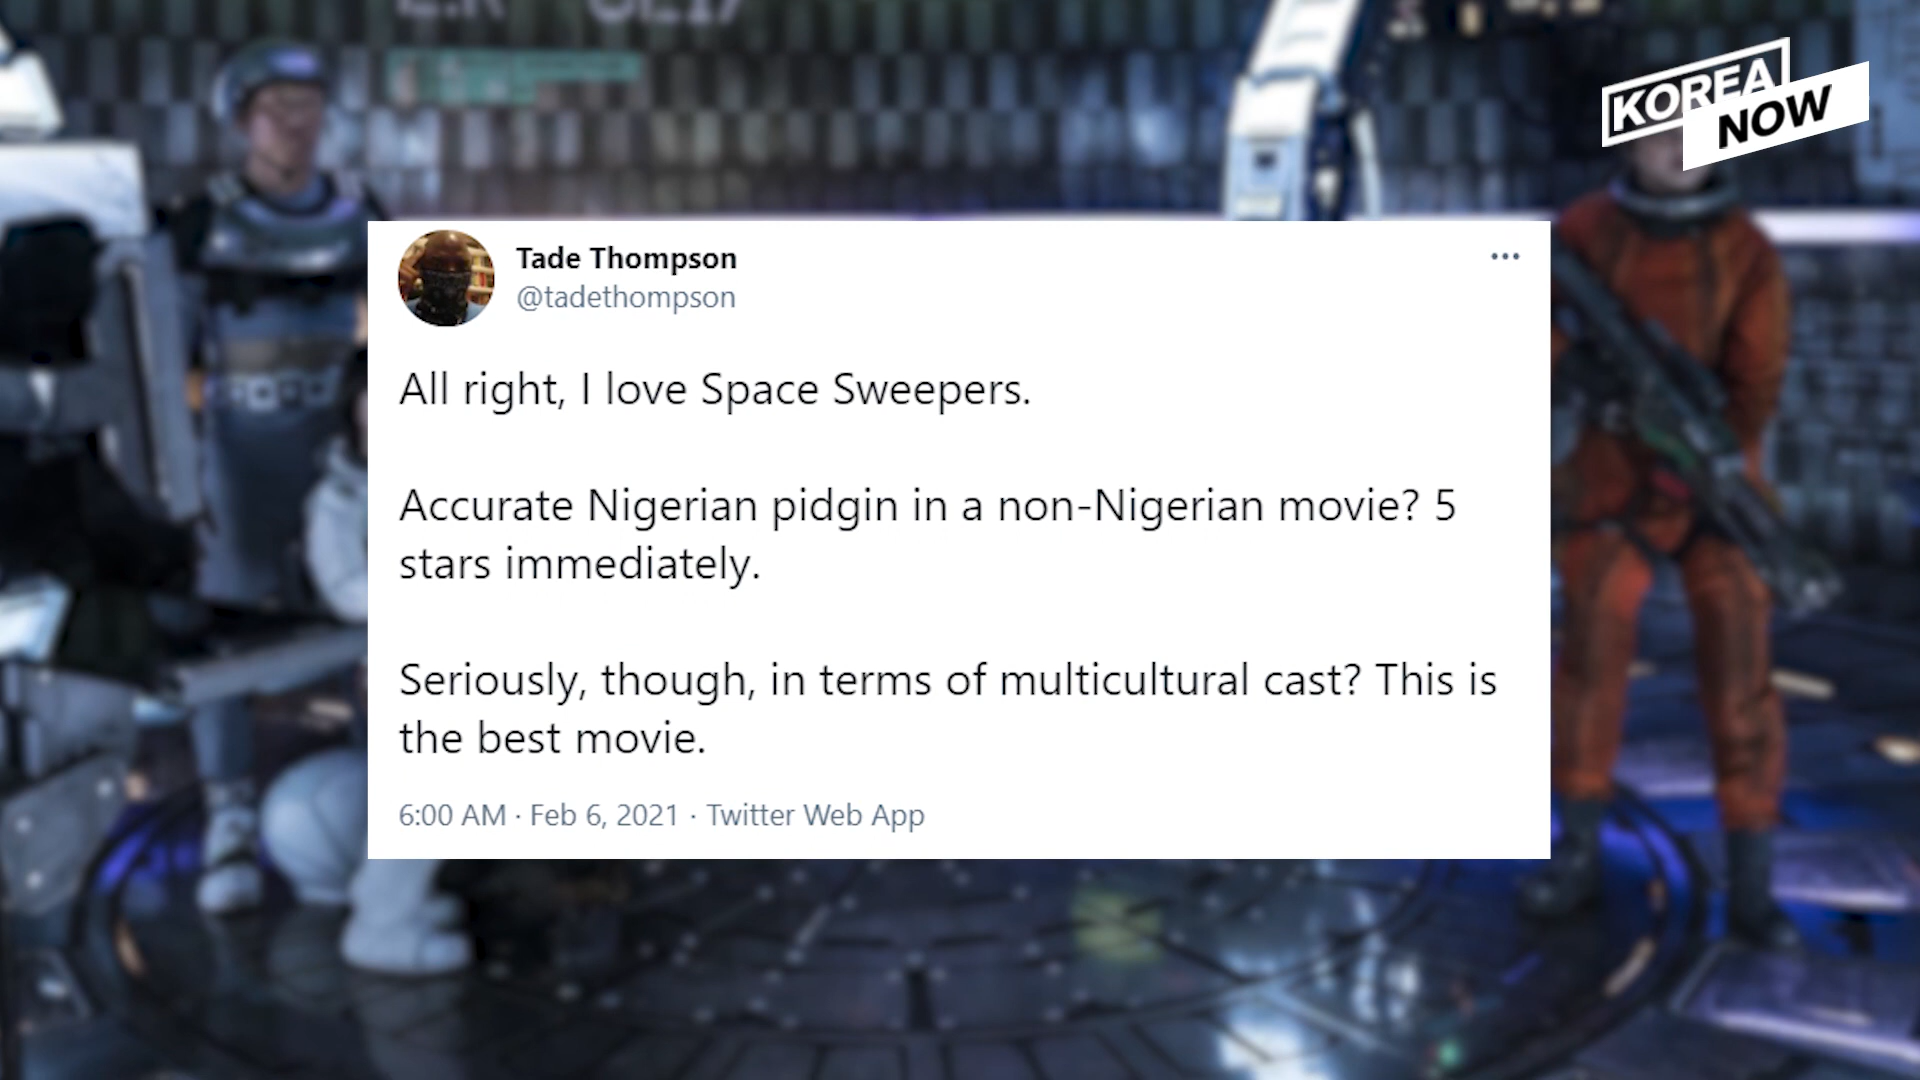 KOREA
NOW
Tade Thompson
@tadethompson
All right, I love Space Sweepers.
Accurate Nigerian pidgin in a non-Nigerian movie? 5
stars immediately.
Seriously, though, in terms of multicultural cast? This is
the best movie.
6:00 AM · Feb 6, 2021 · Twitter Web App